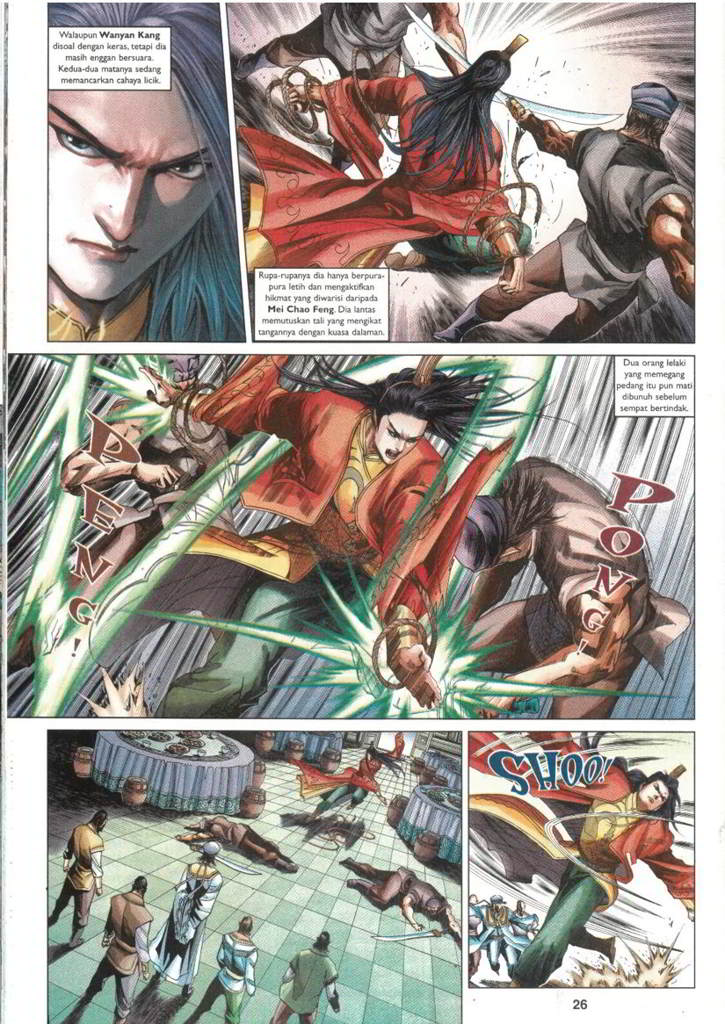 Walaupun Wanyan Kang
disoal dengan keras, tetapi dia
masih enggan bersuara.
Kedua-dua matanya sedang
memancarkan cahaya licik.
Rupa-rupanya dia hanya berpura-
pura letih dan mengaktifkan
hikmat yang diwarisi daripada
Mei Chao Feng. Dia lantas
memutuskan tali yang mengikat
tangannya dengan kuasa dalaman.
Dua orang lelaki
yang memegang
pedang itu pun mati
dibunuh sebelum
sempat bertindak.
PENG!
PONG!
SHOO!
26